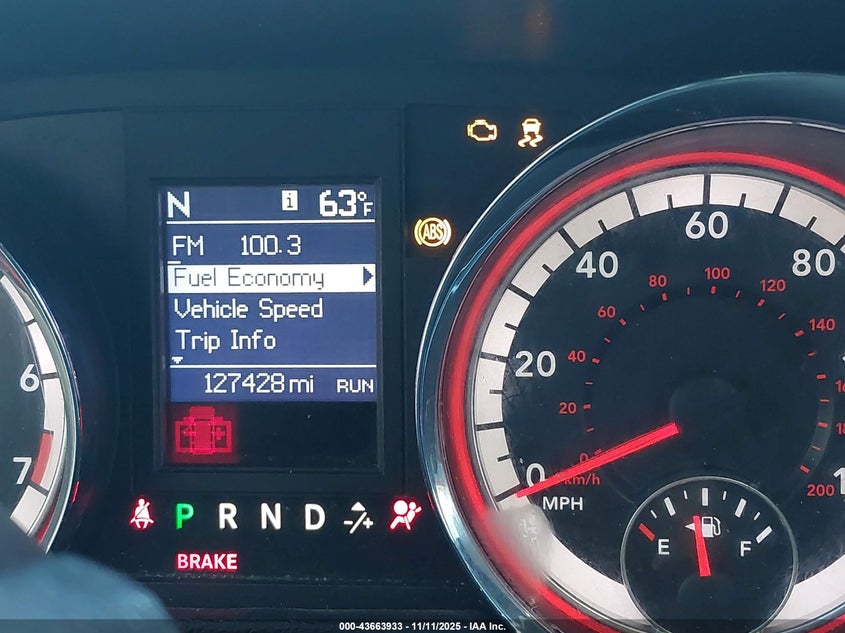 N i 63°F
FM 100.3
Fuel Economy
Vehicle Speed
Trip Info
127428 mi RUN
ABS
6
7
P R N D -/+
BRAKE
0 20 40 60 80
MPH
0 20 40 60 80 100 120 140
200
km/h
E F
000-43663933 - 11/11/2025 - IAA Inc.